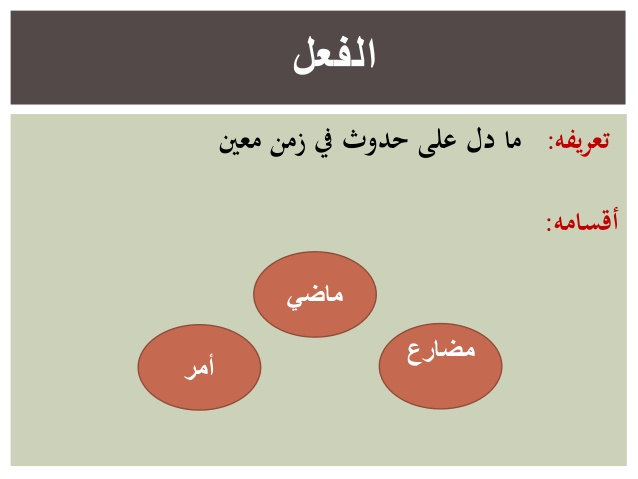 الفعل
تعريفه: ما دل على حدوث في زمن معين
أقسامه:
ماضي
مضارع
أمر